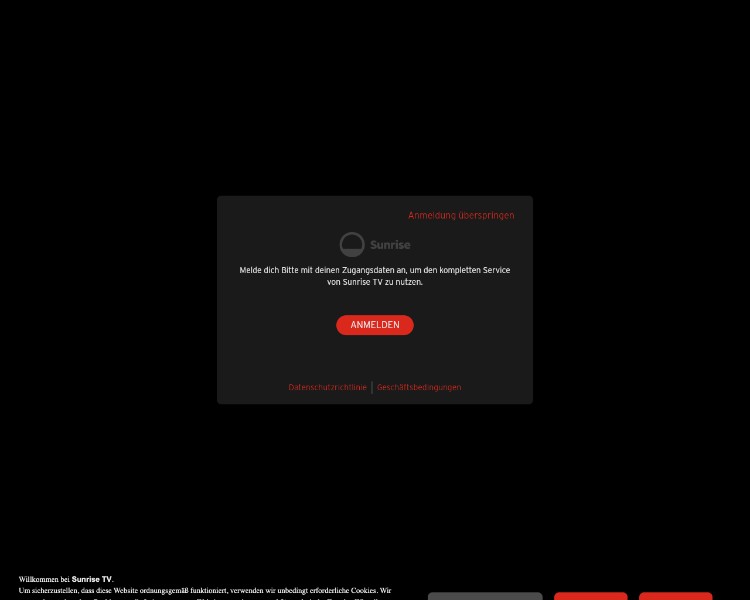 Anmeldung überspringen
Sunrise
Melde dich Bitte mit deinen Zugangsdaten an, um den kompletten Service
von Sunrise TV zu nutzen.
ANMELDEN
Datenschutzrichtlinie | Geschäftsbedingungen
Willkommen bei Sunrise TV.
Um sicherzustellen, dass diese Website ordnungsgemäß funktioniert, verwenden wir unbedingt erforderliche Cookies. Wir